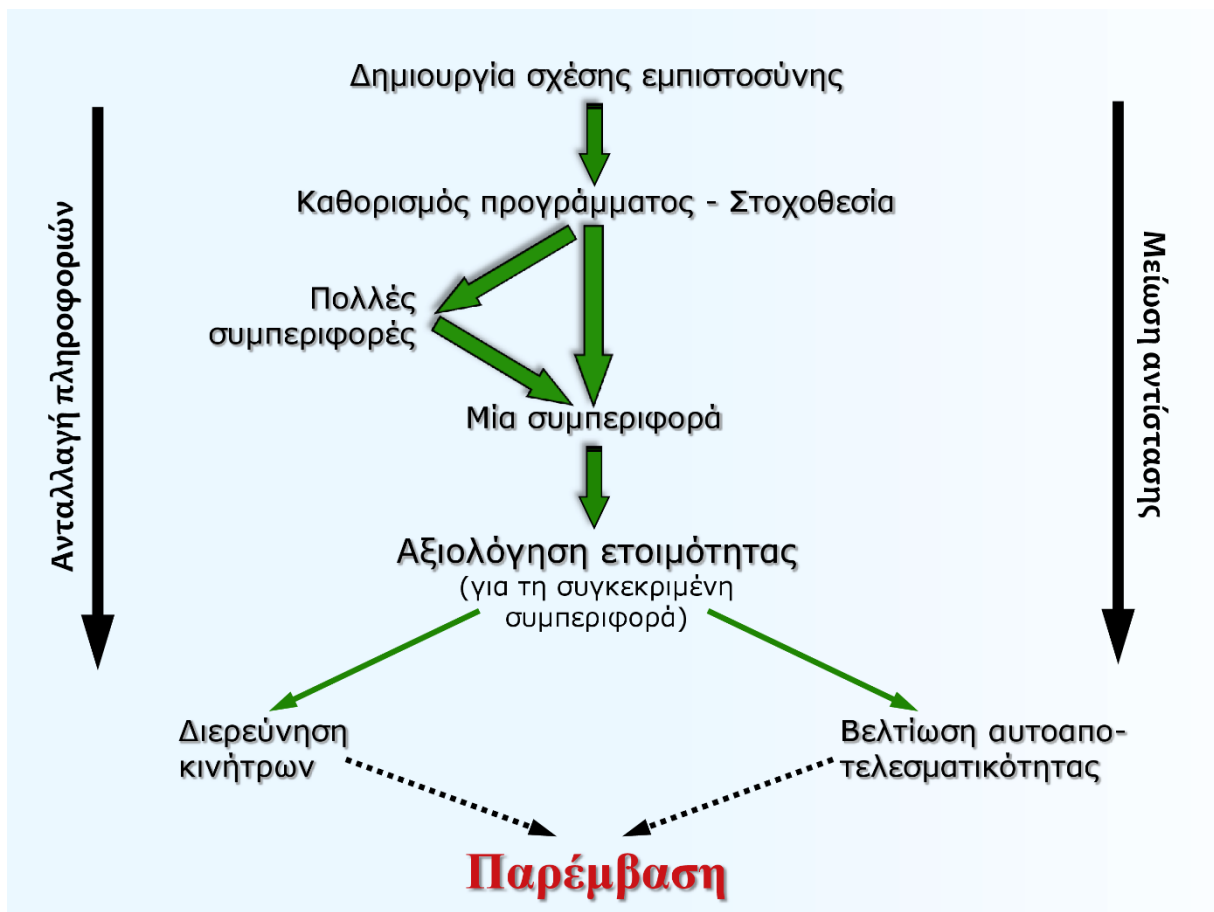 Δημιουργία σχέσης εμπιστοσύνης
Καθορισμός προγράμματος - Στοχοθεσία
Πολλές
συμπεριφορές
Μία συμπεριφορά
Αξιολόγηση ετοιμότητας
(για τη συγκεκριμένη
συμπεριφορά)
Διερεύνηση
κινήτρων
Βελτίωση αυτοαπο-
τελεσματικότητας
Παρέμβαση
Ανταλλαγή πληροφοριών
Μείωση αντίστασης